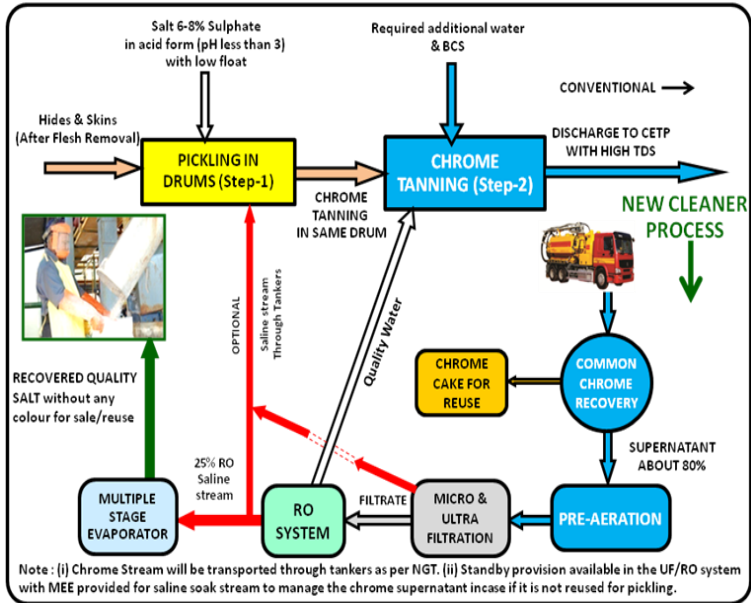 Salt 6-8% Sulphate
in acid form (pH less than 3)
with low float
Required additional water
& BCS
CONVENTIONAL
Hides & Skins
(After Flesh Removal)
PICKLING IN
DRUMS (Step-1)
CHROME
TANNING
IN SAME DRUM
CHROME
TANNING (Step-2)
DISCHARGE TO CETP
WITH HIGH TDS
NEW CLEANER
PROCESS
OPTIONAL
Saline stream
Through Tankers
Quality Water
CHROME
CAKE FOR
REUSE
COMMON
CHROME
RECOVERY
RECOVERED QUALITY
SALT without any
colour for sale/reuse
SUPERNATANT
ABOUT 80%
25% RO
Saline
stream
MULTIPLE
STAGE
EVAPORATOR
RO
SYSTEM
FILTRATE
MICRO &
ULTRA
FILTRATION
PRE-AERATION
Note : (i) Chrome Stream will be transported through tankers as per NGT. (ii) Standby provision available in the UF/RO system
with MEE provided for saline soak stream to manage the chrome supernatant incase if it is not reused for pickling.